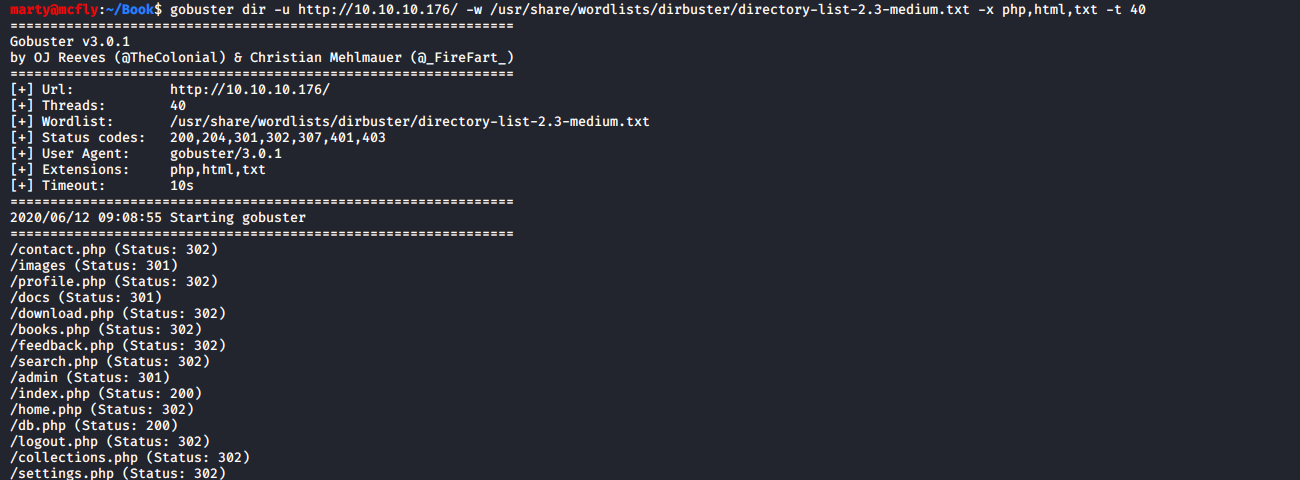 marty@mcfly:~/Book$ gobuster dir -u http://10.10.10.176/ -w /usr/share/wordlists/dirbuster/directory-list-2.3-medium.txt -x php,html,txt -t 40
===============================================================
Gobuster v3.0.1
by OJ Reeves (@TheColonial) & Christian Mehlmauer (@_FireFart_)
===============================================================
[+] Url:            http://10.10.10.176/
[+] Threads:        40
[+] Wordlist:       /usr/share/wordlists/dirbuster/directory-list-2.3-medium.txt
[+] Status codes:   200,204,301,302,307,401,403
[+] User Agent:     gobuster/3.0.1
[+] Extensions:     php,html,txt
[+] Timeout:        10s
===============================================================
2020/06/12 09:08:55 Starting gobuster
===============================================================
/contact.php (Status: 302)
/images (Status: 301)
/profile.php (Status: 302)
/docs (Status: 301)
/download.php (Status: 302)
/books.php (Status: 302)
/feedback.php (Status: 302)
/search.php (Status: 302)
/admin (Status: 301)
/index.php (Status: 200)
/home.php (Status: 302)
/db.php (Status: 200)
/logout.php (Status: 302)
/collections.php (Status: 302)
/settings.php (Status: 302)